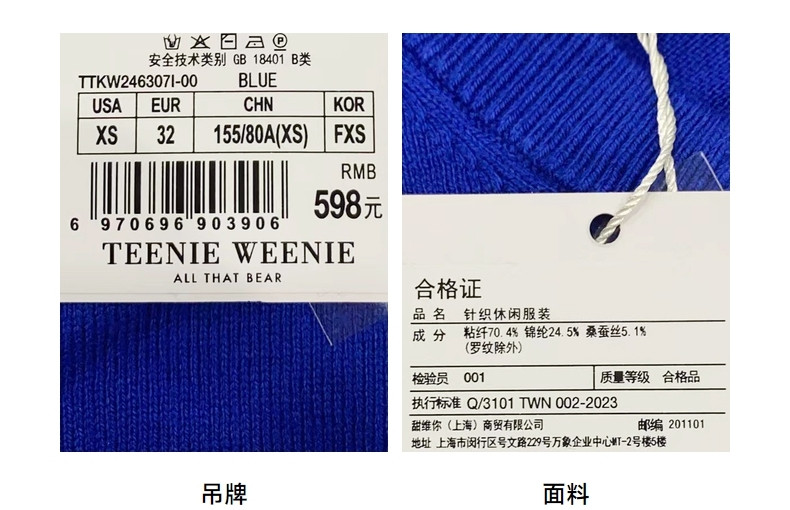 安全技术类别 GB 18401 B类
TTKW246307I-00 BLUE
USA EUR CHN KOR
XS 32 155/80A(XS) FXS
RMB
598元
6 970696 903906
TEENIE WEENIE
ALL THAT BEAR
吊牌
合格证
品 名 针织休闲服装
成 分 粘纤70.4% 锦纶24.5% 桑蚕丝5.1%
(罗纹除外)
检验员 001 质量等级 合格品
执行标准 Q/3101 TWN 002-2023
甜维你（上海）商贸有限公司 邮编 201101
地址 上海市闵行区号文路229号万象企业中心MT-2号楼5楼
面料